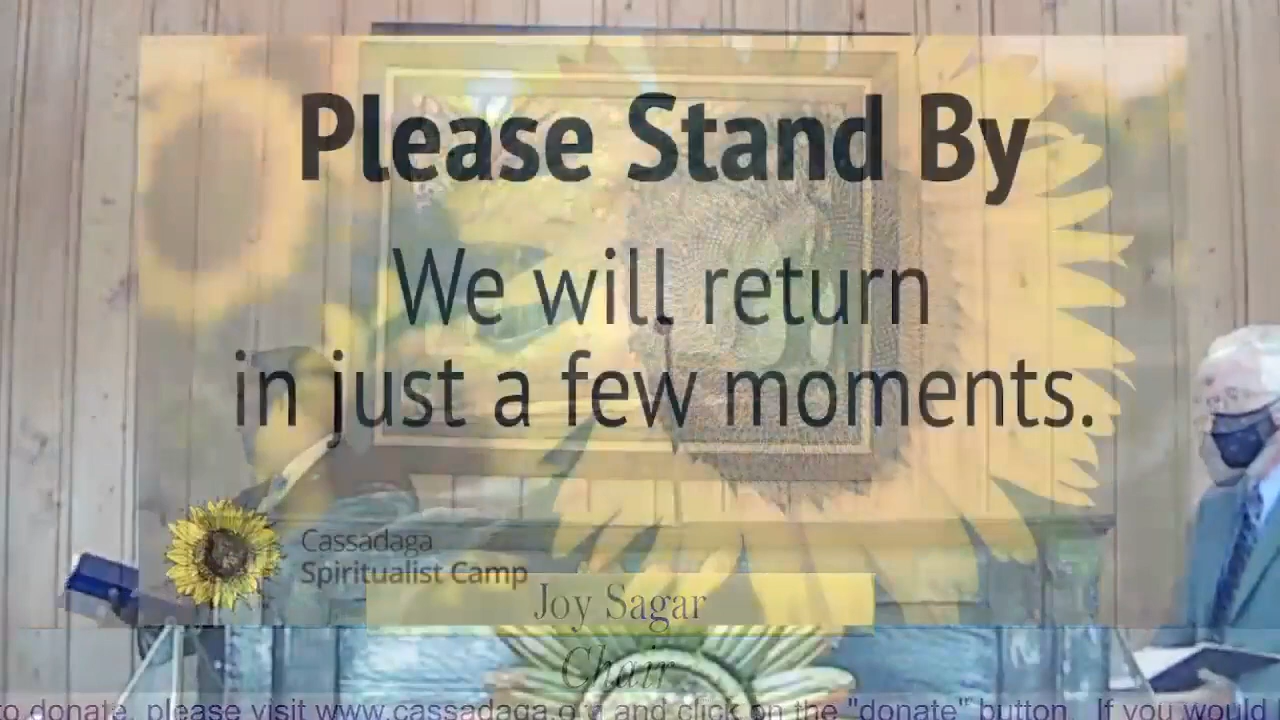 Please Stand By
We will return
in just a few moments.
Cassadaga
Spiritualist Camp
Joy Sagar
Chair
to donate, please visit www.cassadaga.org and click on the "donate" button. If you would